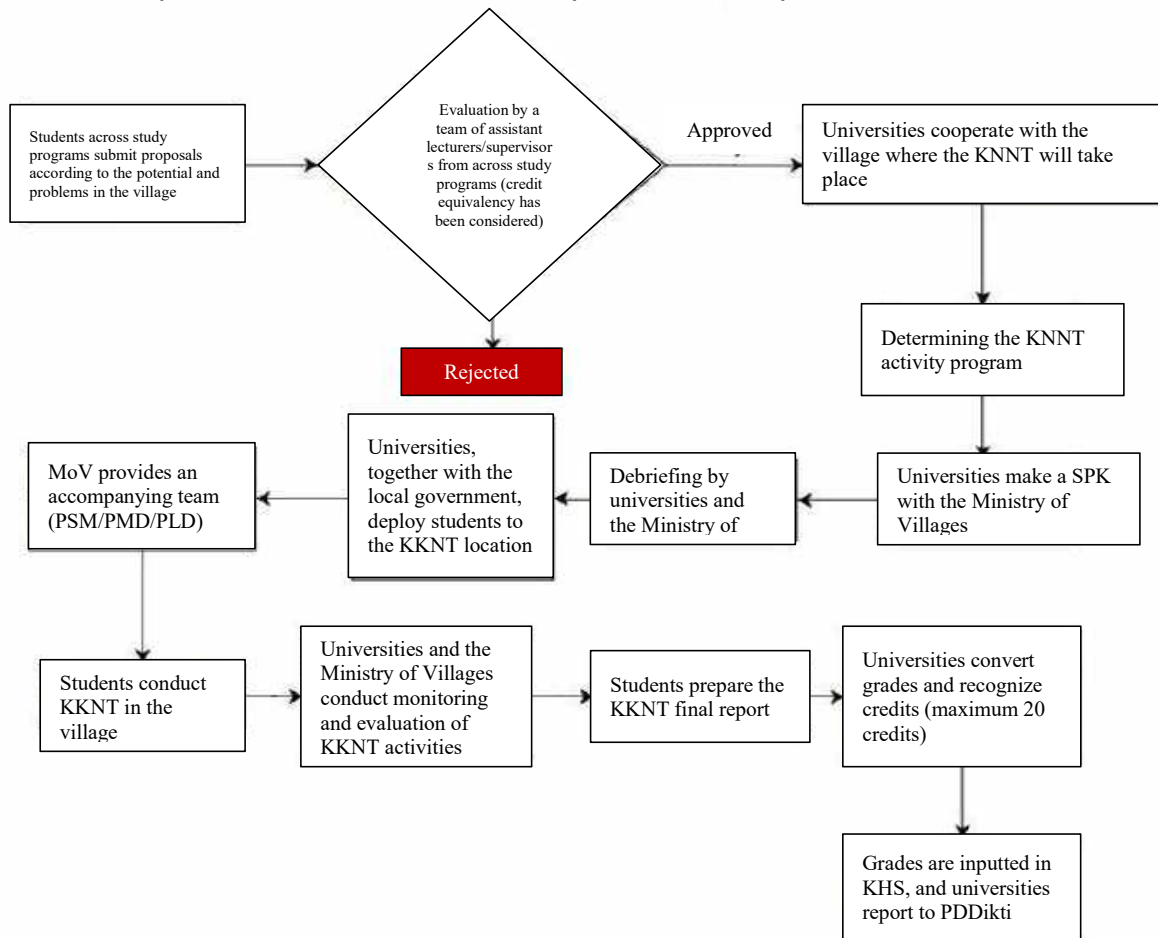 Students across study
programs submit proposals
according to the potential and
problems in the village
Evaluation by a
team of assistant
lecturers/supervisor
s from across study
programs (credit
equivalency has
been considered)
Approved
Universities cooperate with the
village where the KNNT will take
place
Rejected
Determining the KNNT
activity program
Universities make a SPK
with the Ministry of
Villages
Debriefing by
universities and
the Ministry of
Universities,
together with the
local government,
deploy students to
the KKNT location
MoV provides an
accompanying team
(PSM/PMD/PLD)
Students conduct
KKNT in the
village
Universities and the
Ministry of Villages
conduct monitoring
and evaluation of
KKNT activities
Students prepare the
KKNT final report
Universities convert
grades and recognize
credits (maximum 20
credits)
Grades are inputted in
KHS, and universities
report to PDDikti